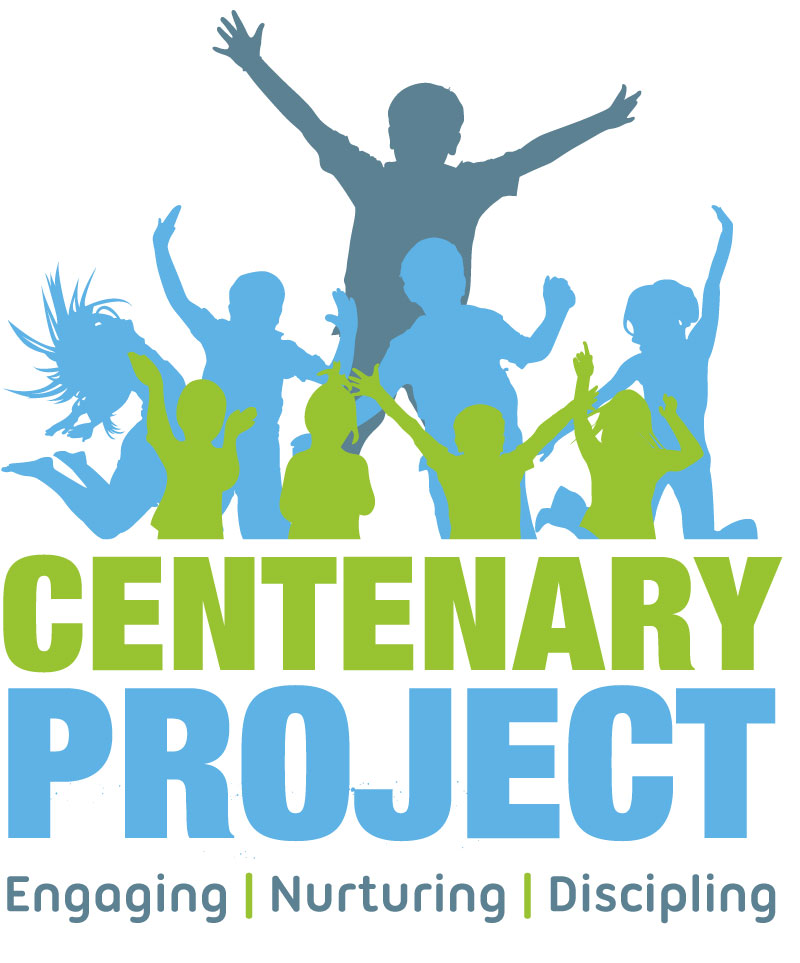 CENTENARY
PROJECT
Engaging | Nurturing | Discipling